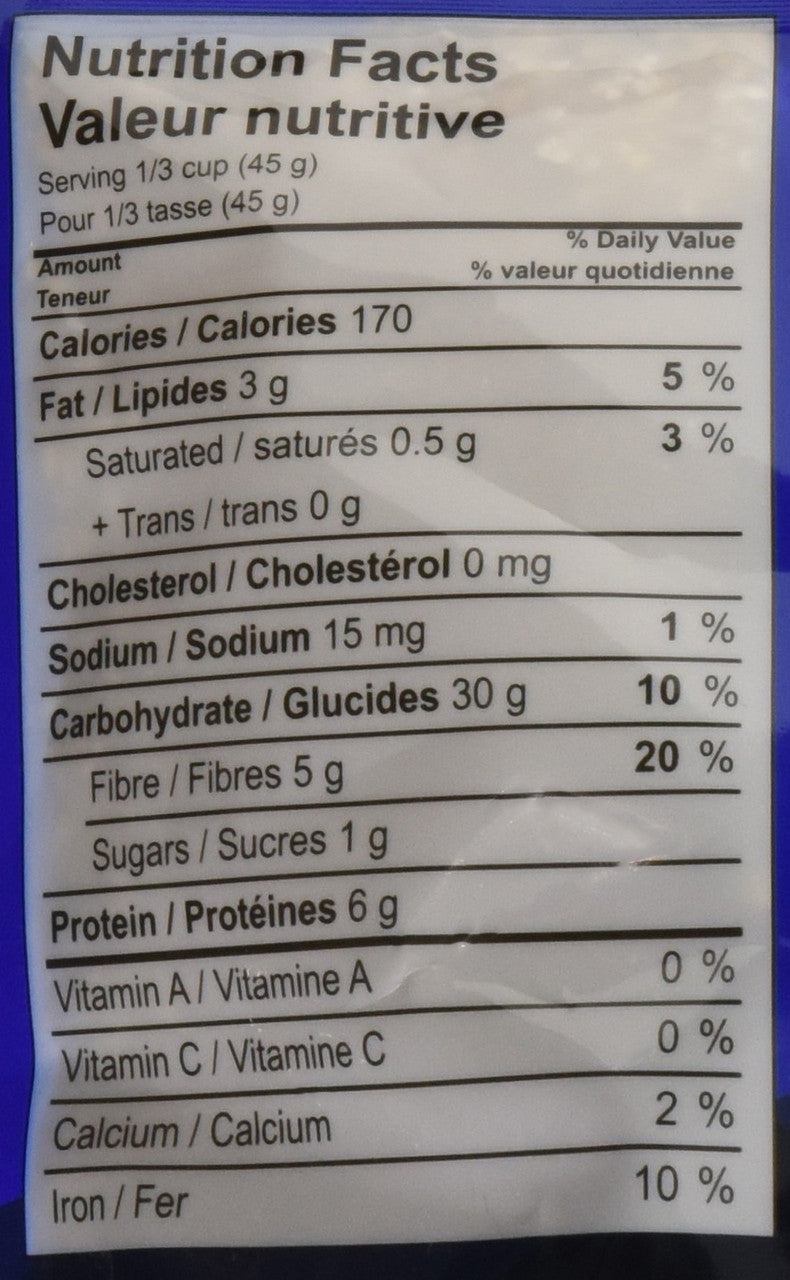 Nutrition Facts
Valeur nutritive
Serving 1/3 cup (45 g)
Pour 1/3 tasse (45 g)
Amount % Daily Value
Teneur % valeur quotidienne
Calories / Calories 170
Fat / Lipides 3 g 5 %
Saturated / saturés 0.5 g 3 %
+ Trans / trans 0 g
Cholesterol / Cholestérol 0 mg
Sodium / Sodium 15 mg 1 %
Carbohydrate / Glucides 30 g 10 %
Fibre / Fibres 5 g 20 %
Sugars / Sucres 1 g
Protein / Protéines 6 g
Vitamin A / Vitamine A 0 %
Vitamin C / Vitamine C 0 %
Calcium / Calcium 2 %
Iron / Fer 10 %